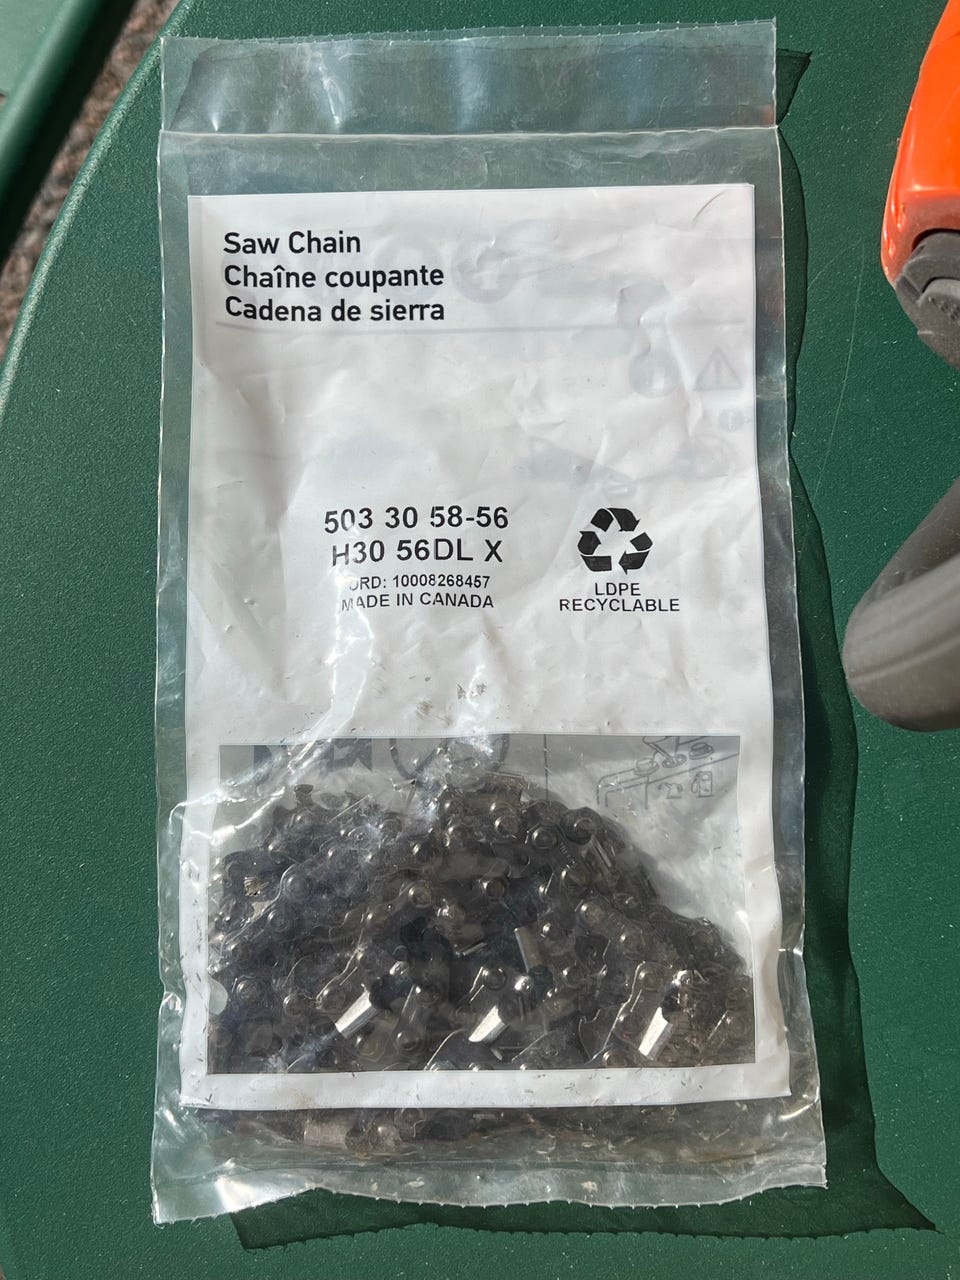 Saw Chain
Chaîne coupante
Cadena de sierra
503 30 58-56
H30 56DL X
ORD: 10008268457
MADE IN CANADA
LDPE
RECYCLABLE